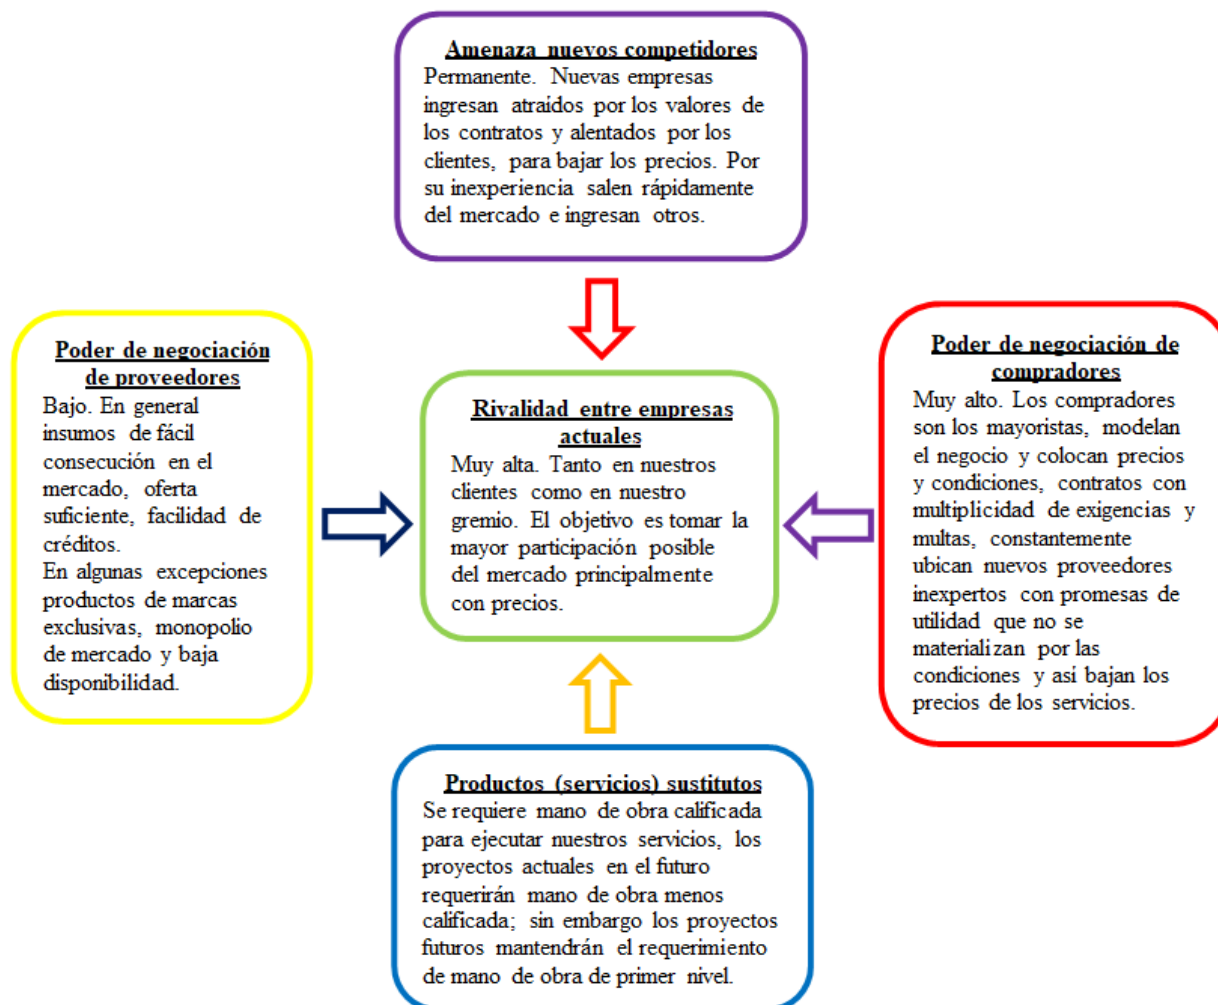 Amenaza nuevos competidores
Permanente. Nuevas empresas
ingresan atraídos por los valores de
los contratos y alentados por los
clientes, para bajar los precios. Por
su inexperiencia salen rápidamente
del mercado e ingresan otros.
Poder de negociación
de proveedores
Bajo. En general
insumos de fácil
consecución en el
mercado, oferta
suficiente, facilidad de
créditos.
En algunas excepciones
productos de marcas
exclusivas, monopolio
de mercado y baja
disponibilidad.
Rivalidad entre empresas
actuales
Muy alta. Tanto en nuestros
clientes como en nuestro
gremio. El objetivo es tomar la
mayor participación posible
del mercado principalmente
con precios.
Poder de negociación de
compradores
Muy alto. Los compradores
son los mayoristas, modelan
el negocio y colocan precios
y condiciones, contratos con
multiplicidad de exigencias y
multas, constantemente
ubican nuevos proveedores
inexpertos con promesas de
utilidad que no se
materializan por las
condiciones y así bajan los
precios de los servicios.
Productos (servicios) sustitutos
Se requiere mano de obra calificada
para ejecutar nuestros servicios, los
proyectos actuales en el futuro
requerirán mano de obra menos
calificada; sin embargo los proyectos
futuros mantendrán el requerimiento
de mano de obra de primer nivel.